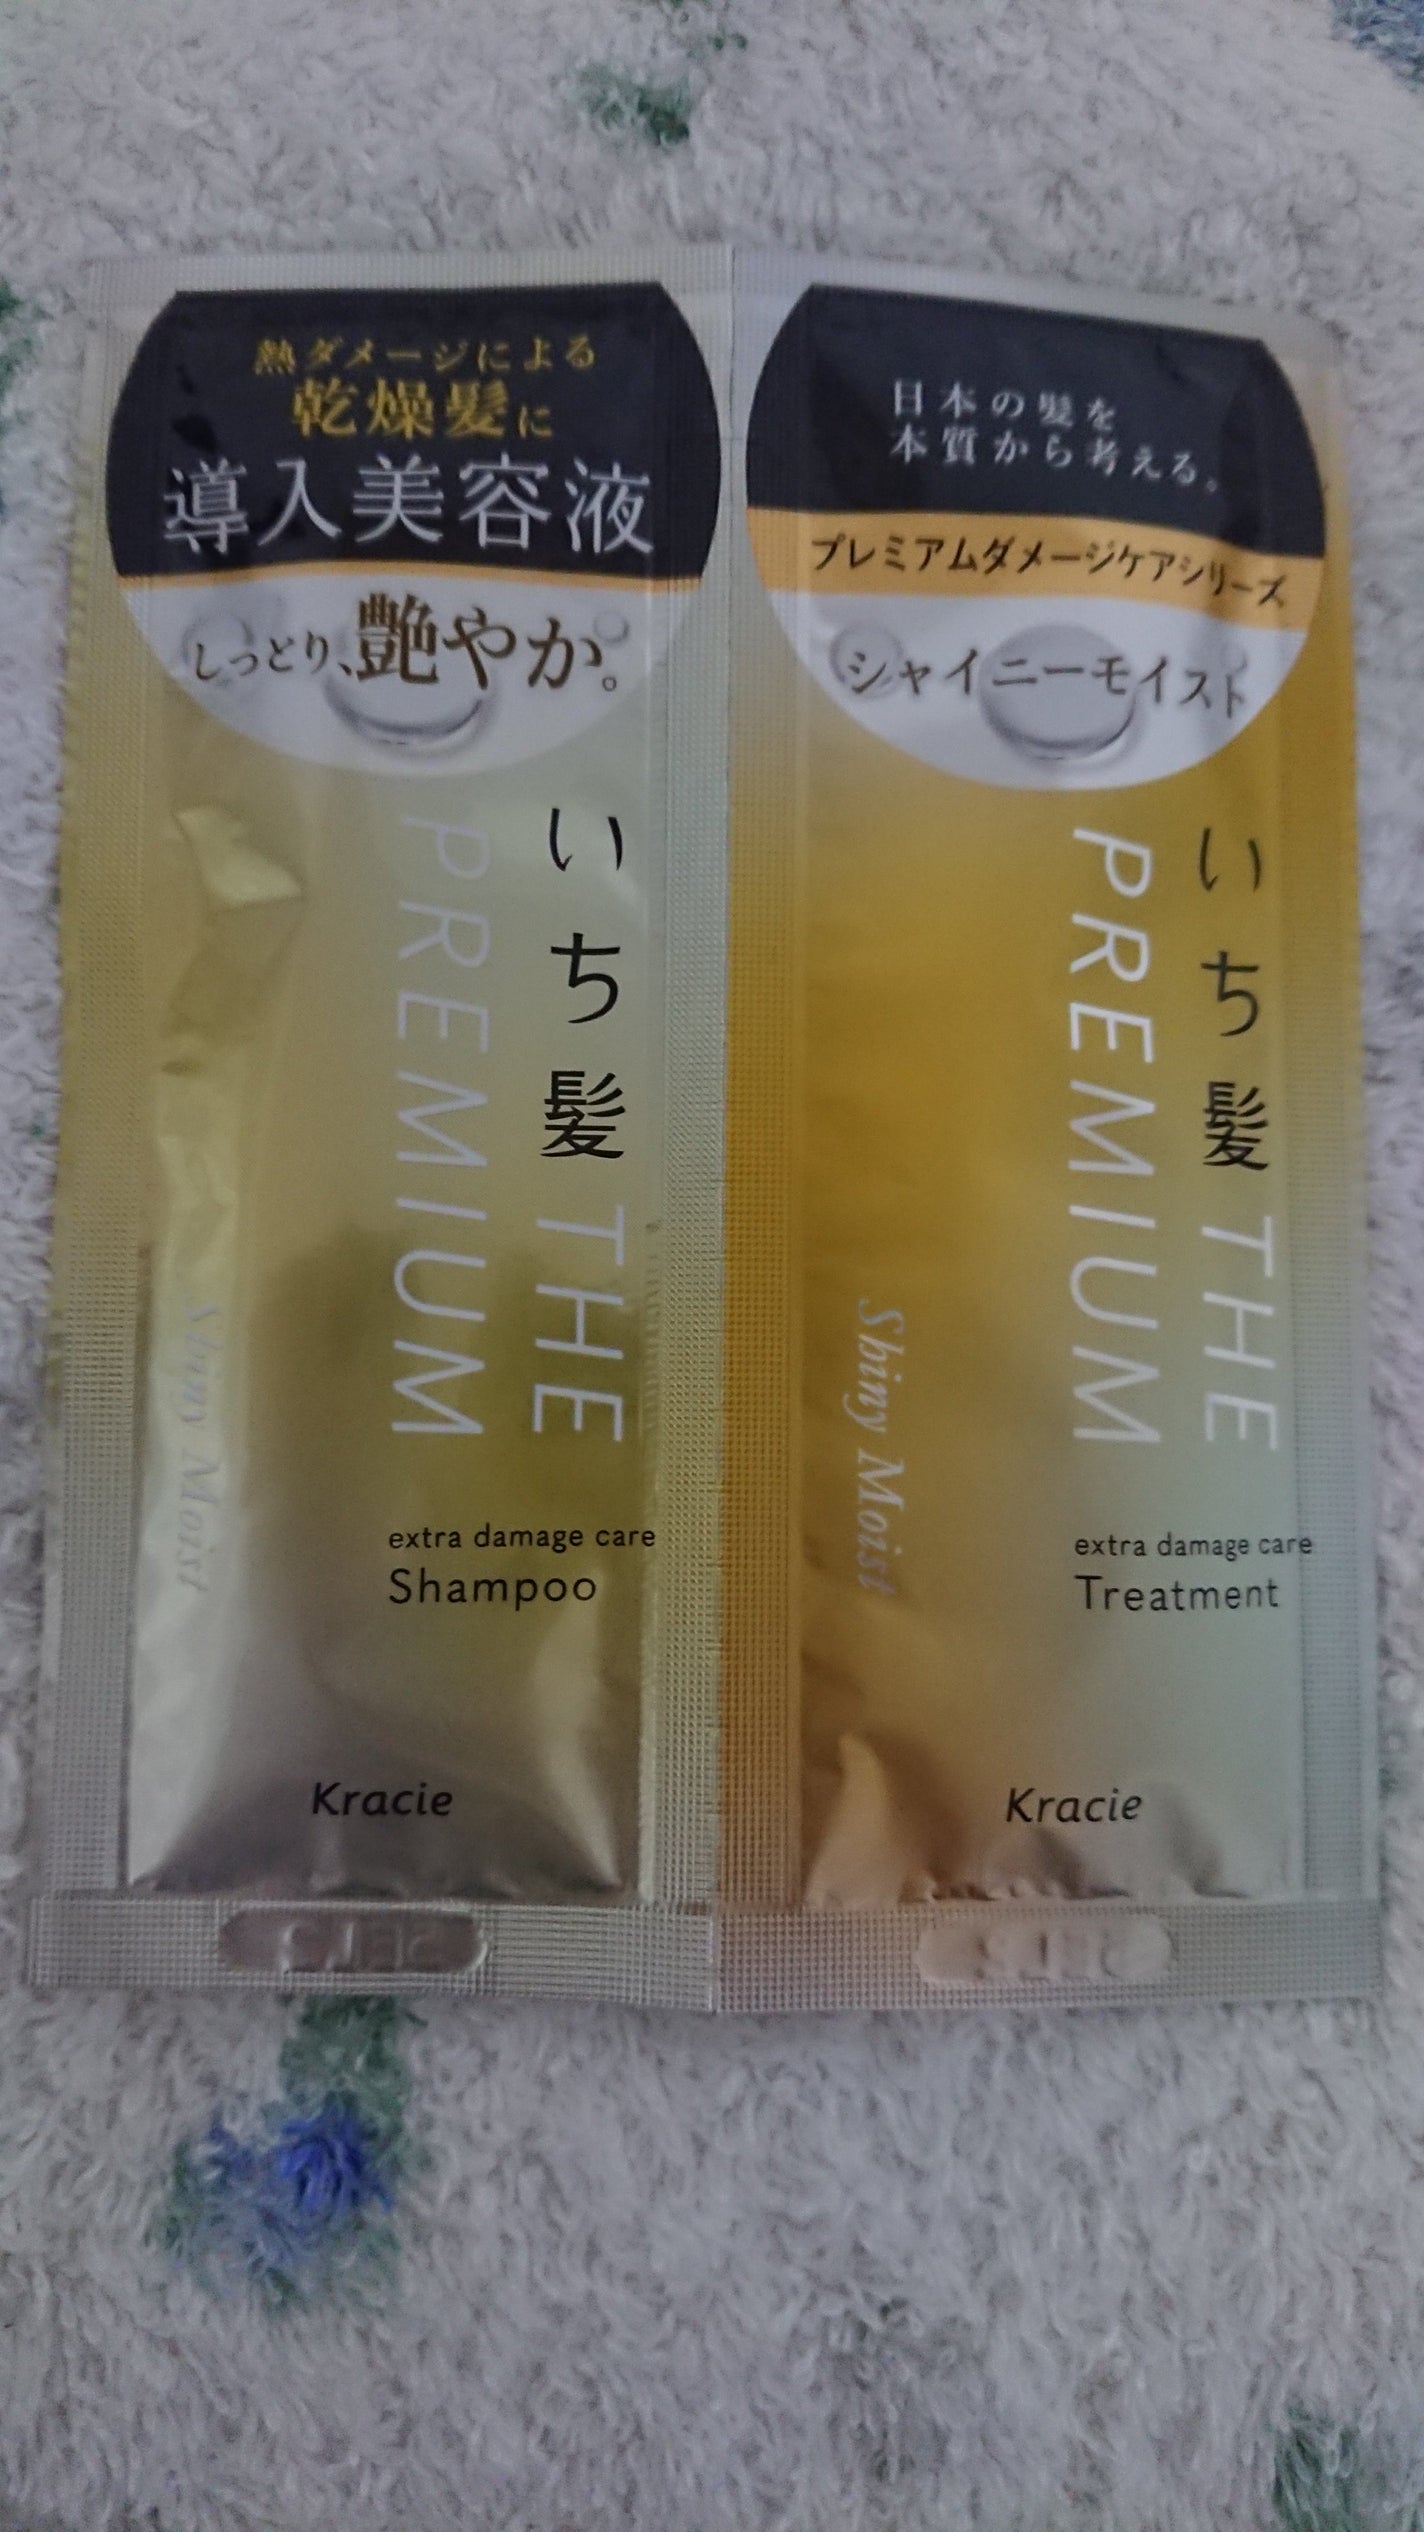 熱ダメージによる
乾燥髪に
導入美容液
しっとり、艶やか。
いち髪 THE
PREMIUM
Shiny Moist
extra damage care
Shampoo
Kracie
日本の髪を
本質から考える。
プレミアムダメージケアシリーズ
シャイニーモイスト
いち髪 THE
PREMIUM
Shiny Moist
extra damage care
Treatment
Kracie